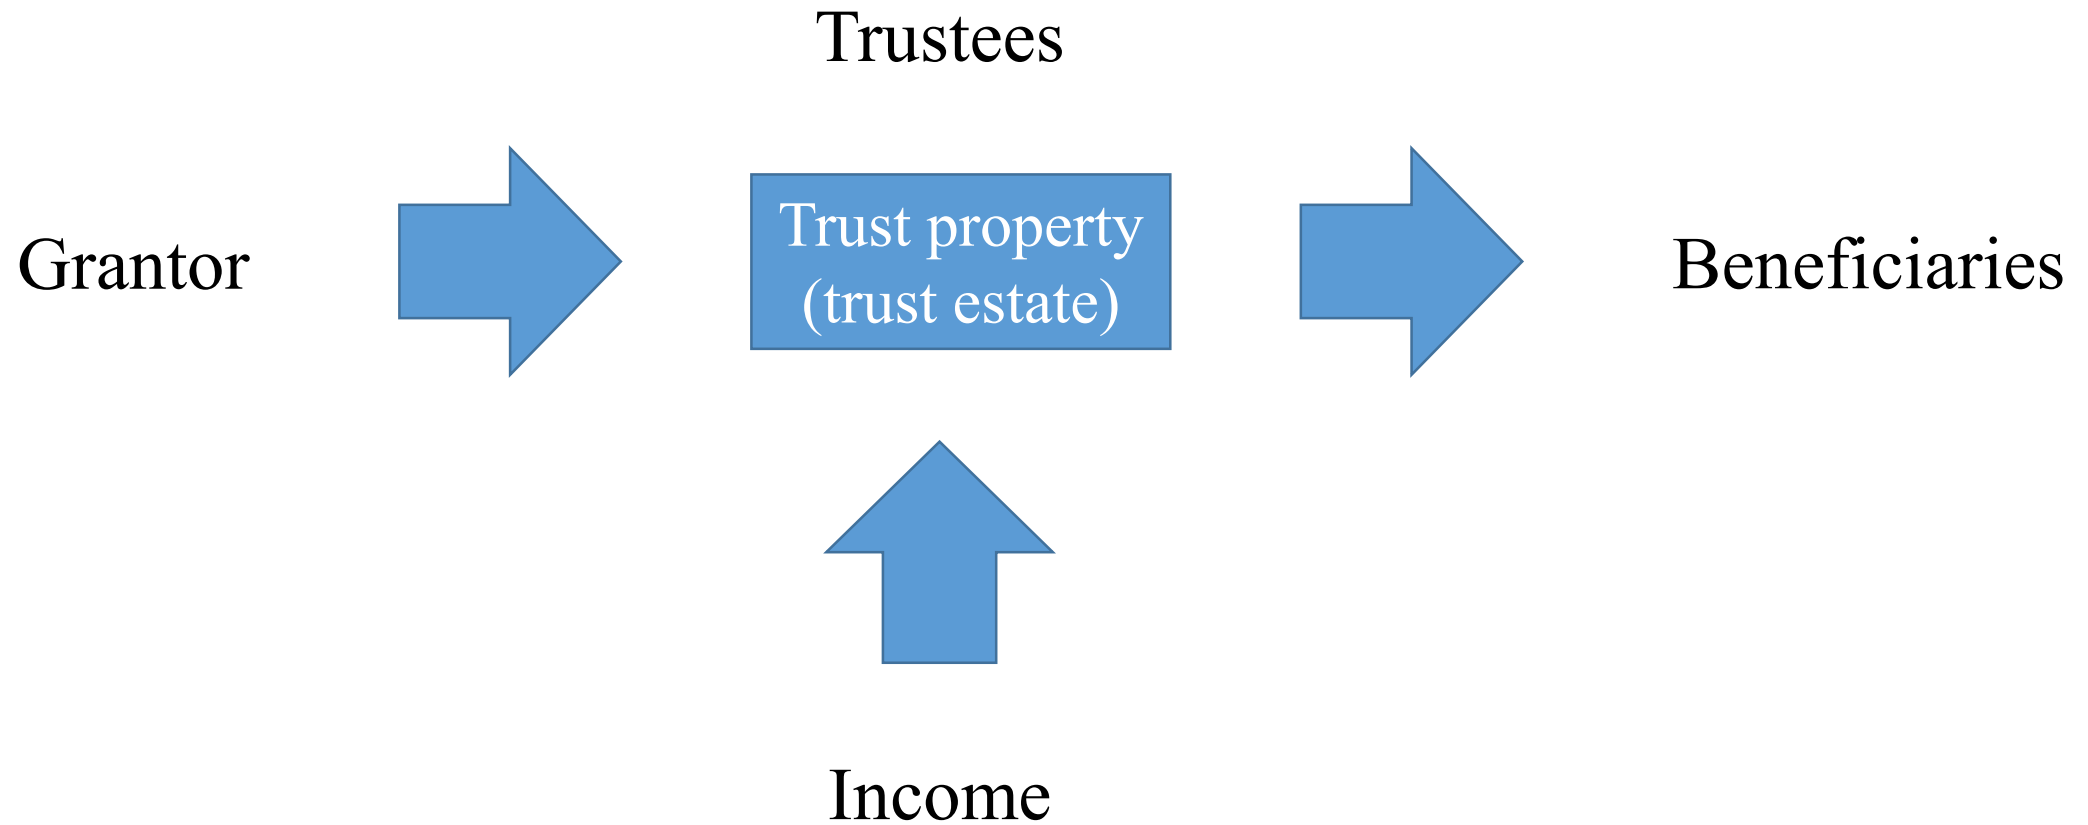 Trustees
Grantor
Trust property
(trust estate)
Beneficiaries
Income